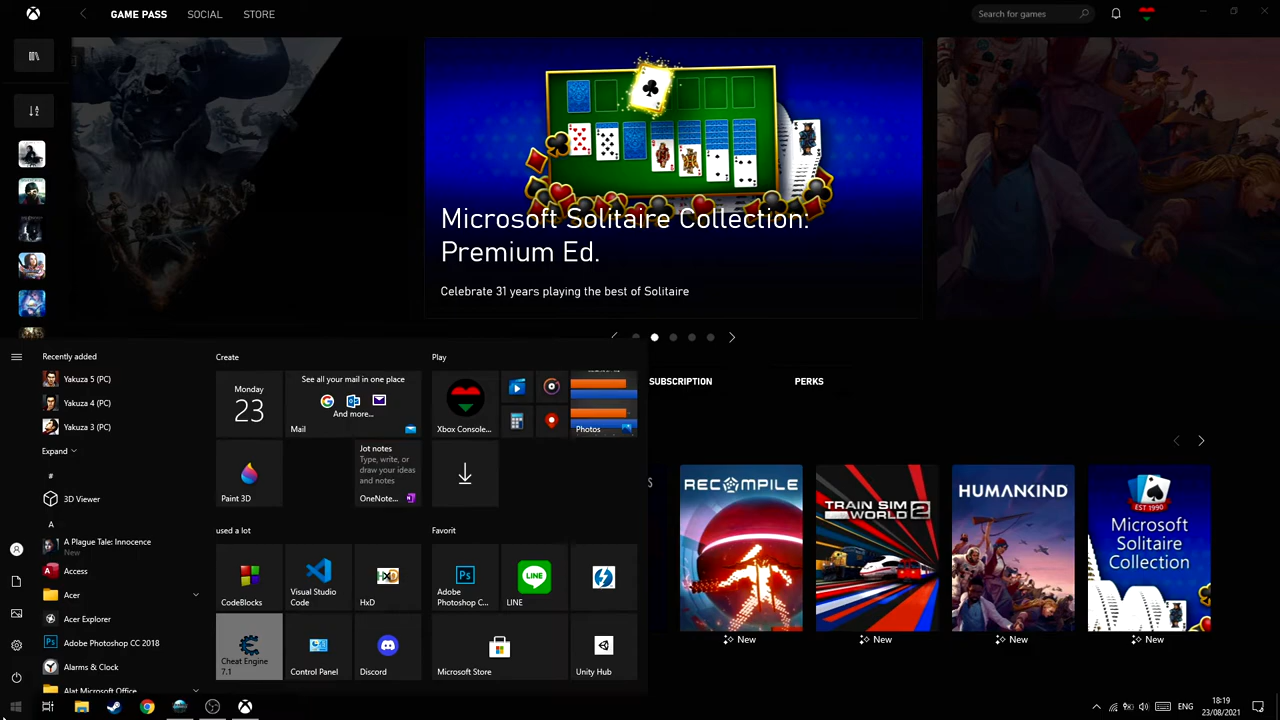 GAME PASS
SOCIAL
STORE
Search for games
Microsoft Solitaire Collection:
Premium Ed.
Celebrate 31 years playing the best of Solitaire
SUBSCRIPTION
PERKS
Recently added
Yakuza 5 (PC)
Yakuza 4 (PC)
Yakuza 3 (PC)
Expand
#
3D Viewer
A
A Plague Tale: Innocence
New
Access
Acer
Acer Explorer
Adobe Photoshop CC 2018
Alarms & Clock
Alat Microsoft Office
Create
Monday
23
See all your mail in one place
And more...
Mail
Paint 3D
Jot notes
Type, write, or
draw your ideas
and notes
OneNote...
used a lot
CodeBlocks
Visual Studio
Code
HxD
Cheat Engine
7.1
Control Panel
Discord
Play
Xbox Console...
Photos
Favorit
Adobe
Photoshop C...
LINE
Microsoft Store
Unity Hub
S
RECOMPILE
New
TRAIN SIM
WORLD 2
New
HUMANKIND
New
EST. 1990
Microsoft
Solitaire
Collection
New
ENG
18:19
23/08/2021